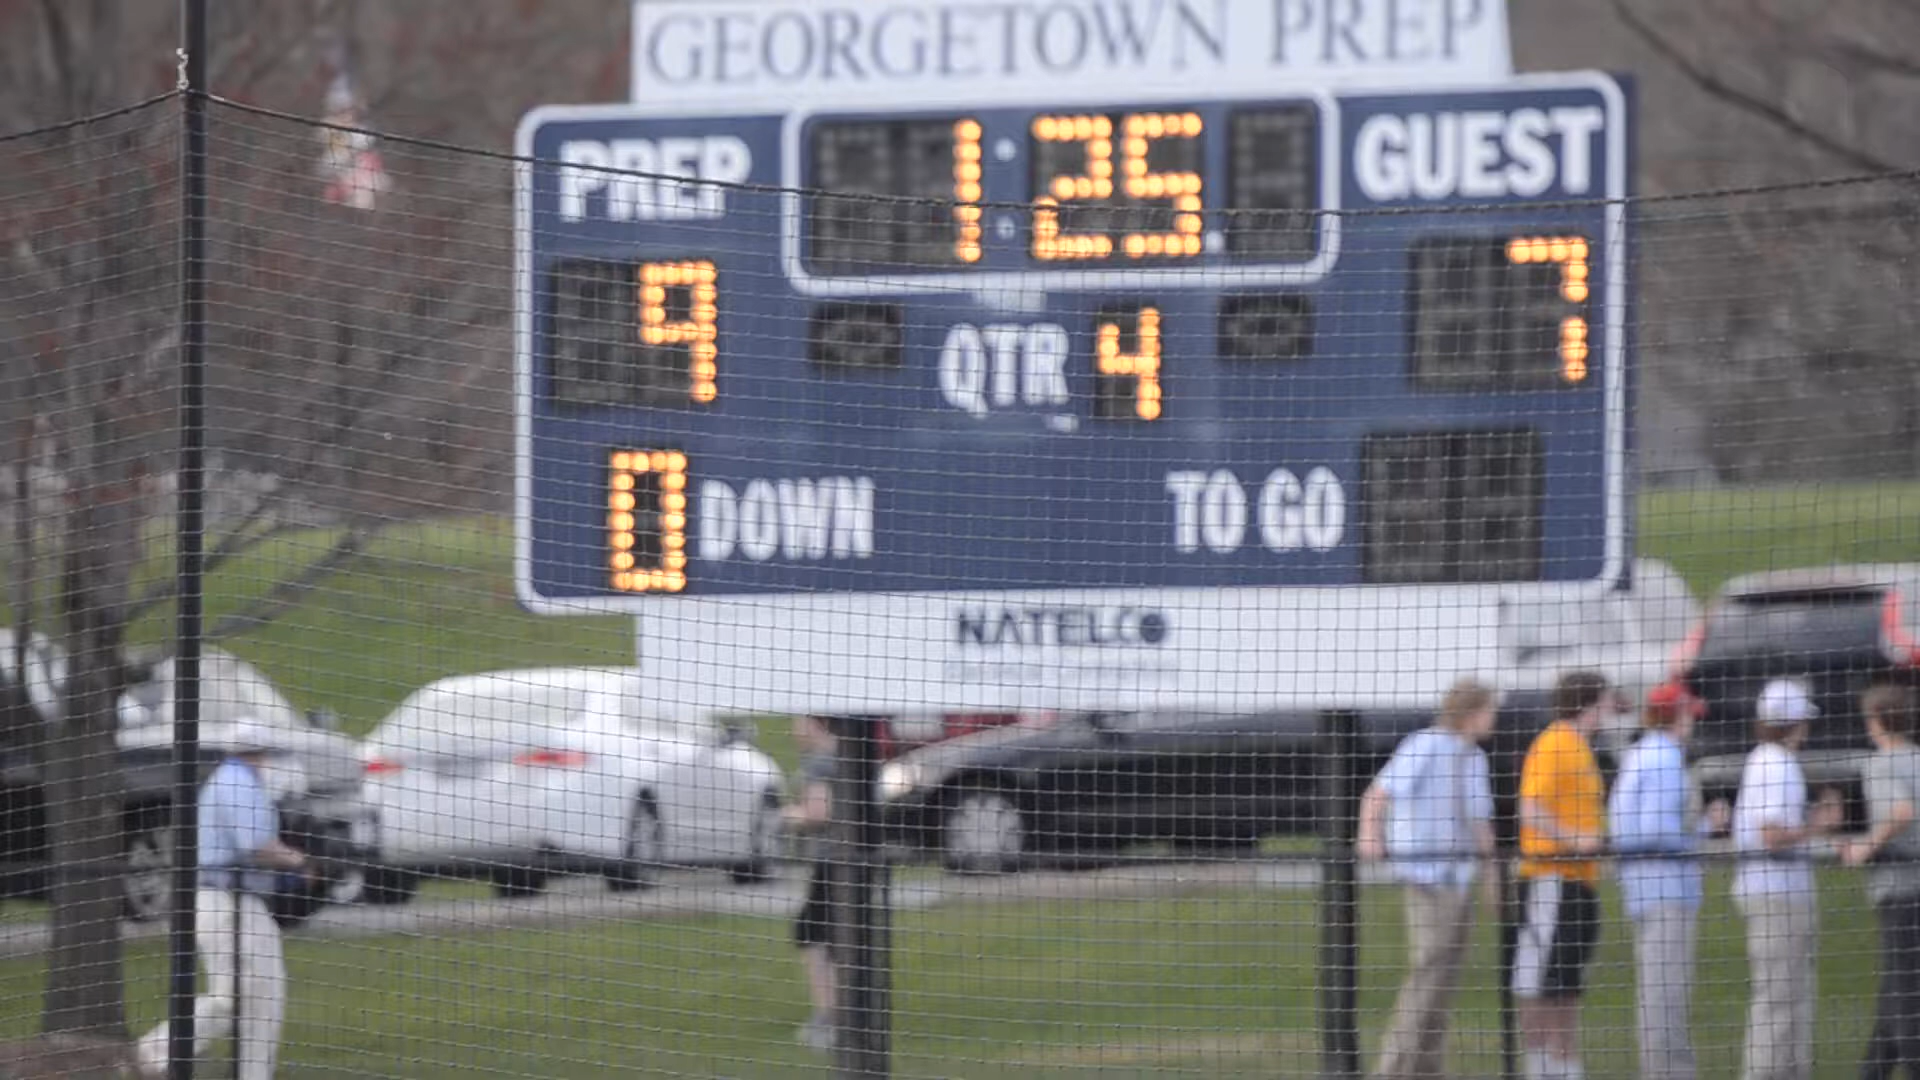 GEORGETOWN PREP
PREP 1:25 GUEST
9 QTR 4 7
0 DOWN TO GO
NATELCO